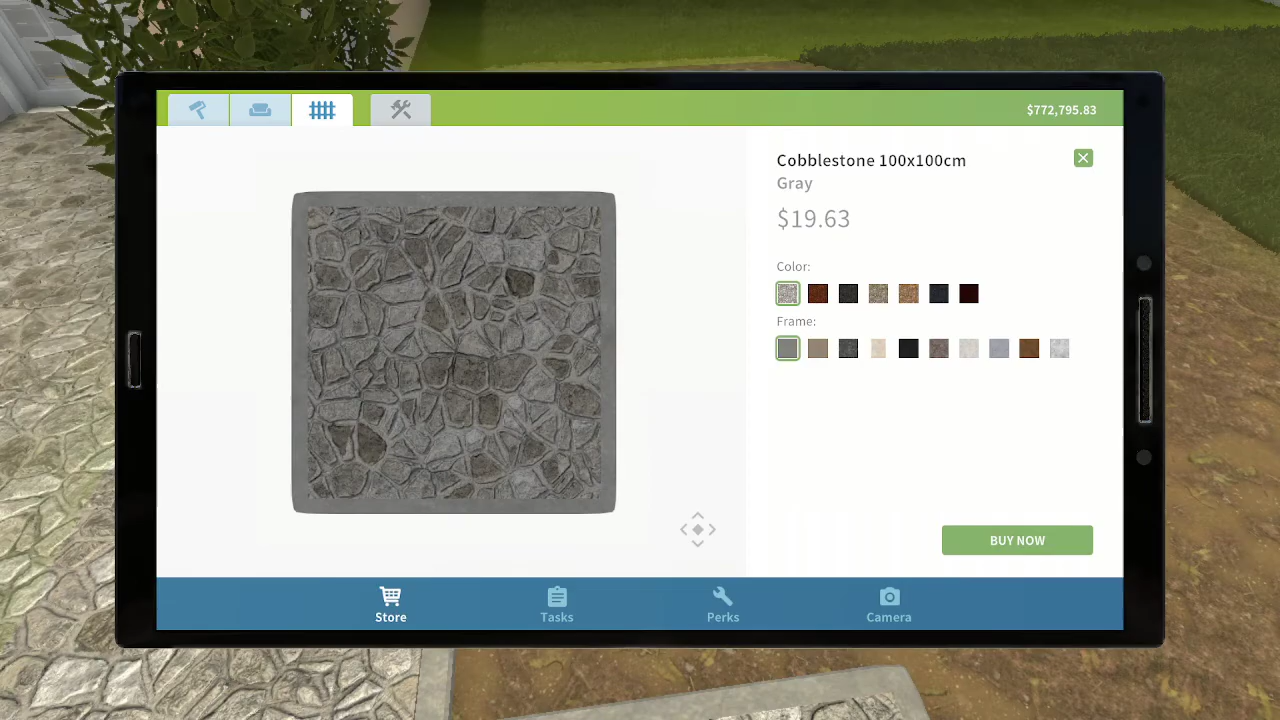 $772,795.83
Cobblestone 100x100cm
Gray
$19.63
Color:
Frame:
BUY NOW
Store
Tasks
Perks
Camera